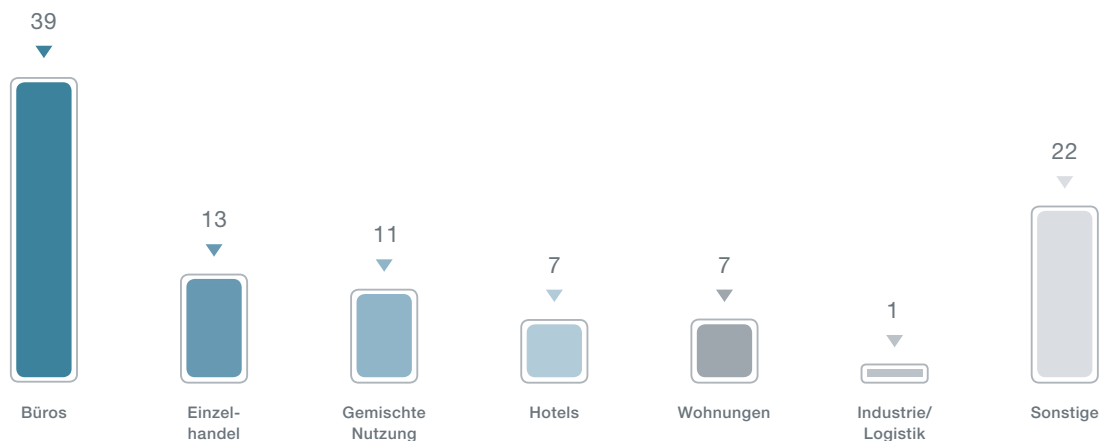 39
13
11
7
7
1
22
Büros
Einzel-
handel
Gemischte
Nutzung
Hotels
Wohnungen
Industrie/
Logistik
Sonstige